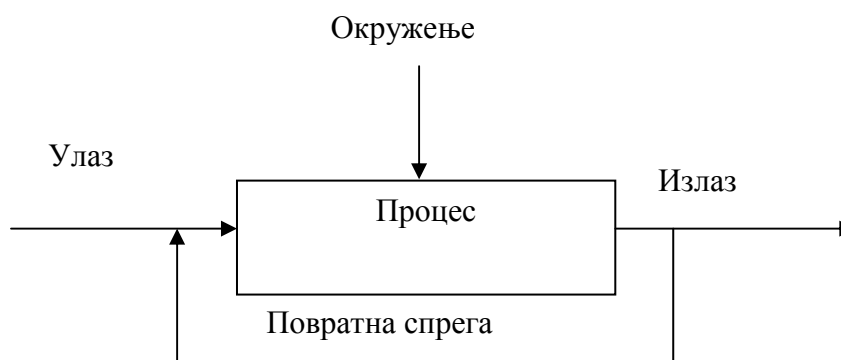 Окружење
Улаз
Излаз
Процес
Повратна спрега